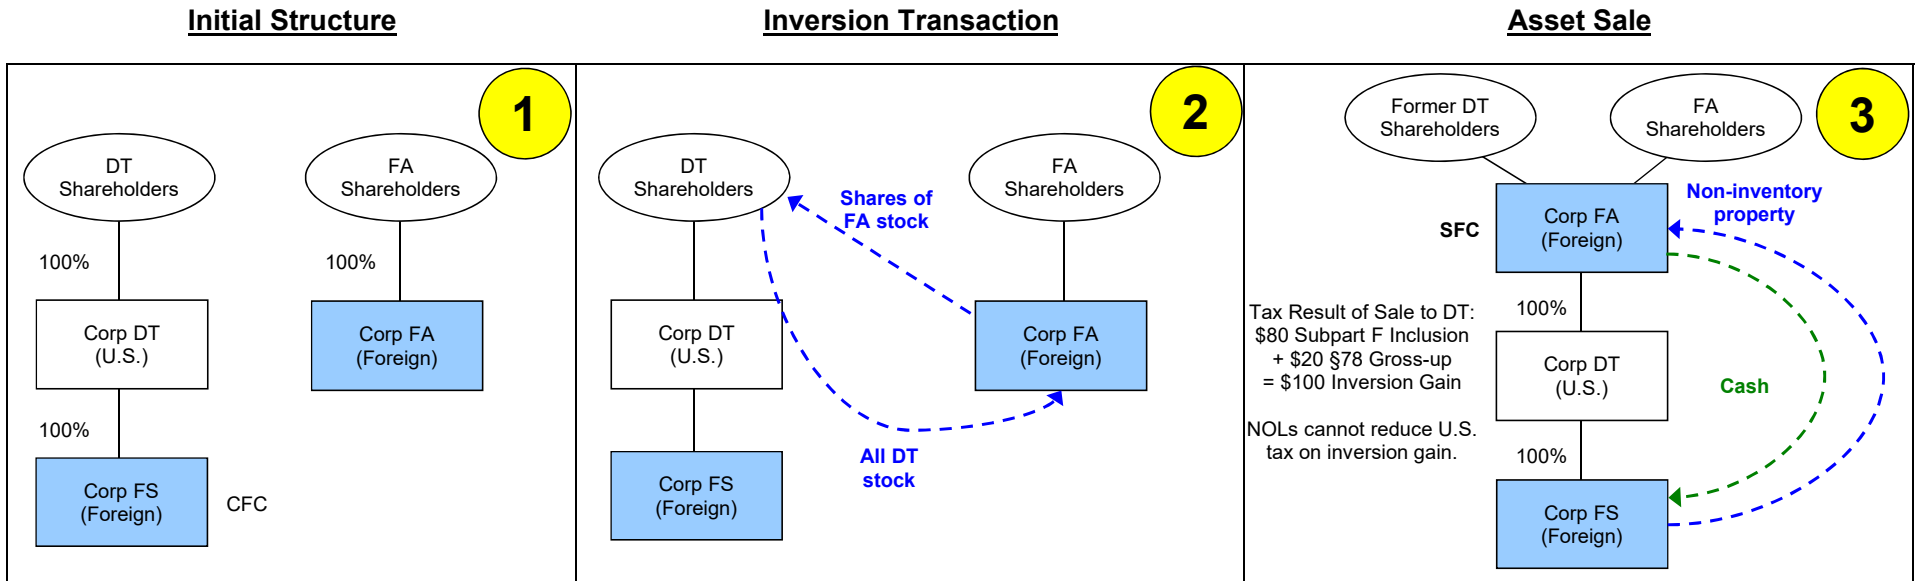 Initial Structure
1
DT
Shareholders
FA
Shareholders
100%
100%
Corp DT
(U.S.)
Corp FA
(Foreign)
100%
Corp FS
(Foreign)
CFC
Inversion Transaction
2
DT
Shareholders
FA
Shareholders
Shares of
FA stock
Corp DT
(U.S.)
Corp FA
(Foreign)
All DT
stock
Corp FS
(Foreign)
Asset Sale
3
Former DT
Shareholders
FA
Shareholders
Non-inventory
property
SFC
Corp FA
(Foreign)
Tax Result of Sale to DT:
$80 Subpart F Inclusion
+ $20 §78 Gross-up
= $100 Inversion Gain
100%
Corp DT
(U.S.)
Cash
NOLs cannot reduce U.S.
tax on inversion gain.
100%
Corp FS
(Foreign)